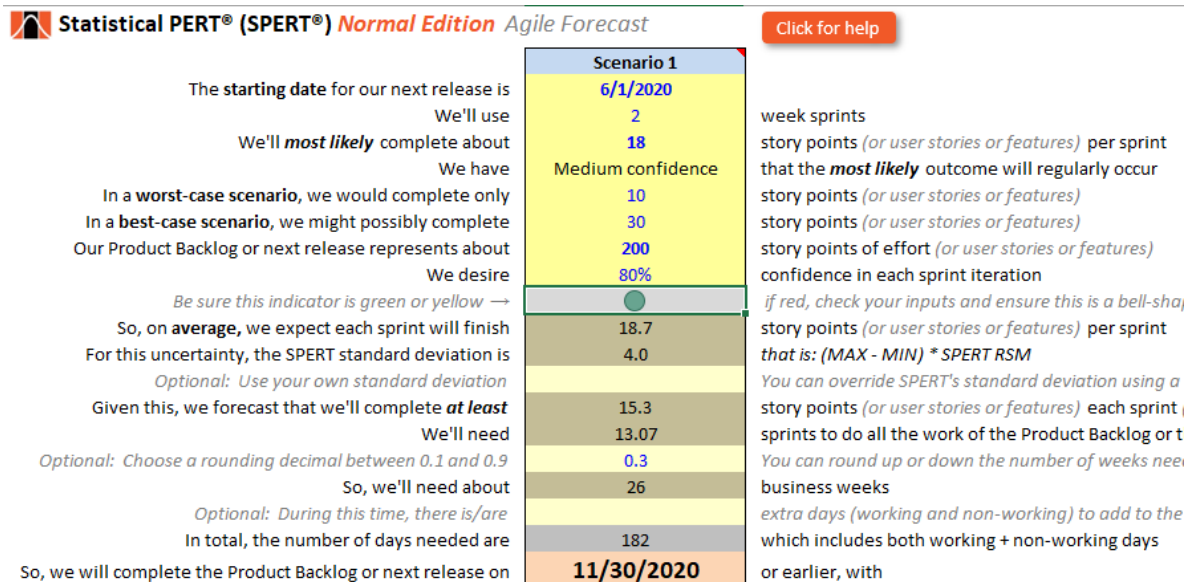 Statistical PERT® (SPERT®) Normal Edition Agile Forecast Click for help
Scenario 1
The starting date for our next release is 6/1/2020
We'll use 2 week sprints
We'll most likely complete about 18 story points (or user stories or features) per sprint
We have Medium confidence that the most likely outcome will regularly occur
In a worst-case scenario, we would complete only 10 story points (or user stories or features)
In a best-case scenario, we might possibly complete 30 story points (or user stories or features)
Our Product Backlog or next release represents about 200 story points of effort (or user stories or features)
We desire 80% confidence in each sprint iteration
Be sure this indicator is green or yellow → if red, check your inputs and ensure this is a
So, on average, we expect each sprint will finish 18.7 story points (or user stories or features) per sprint
For this uncertainty, the SPERT standard deviation is 4.0 that is: (MAX - MIN) * SPERT RSM
Optional: Use your own standard deviation You can override SPERT's standard deviation using a
Given this, we forecast that we'll complete at least 15.3 story points (or user stories or features) each sprint
We'll need 13.07 sprints to do all the work of the Product Backlog or
Optional: Choose a rounding decimal between 0.1 and 0.9 0.3 You can round up or down the number of weeks
So, we'll need about 26 business weeks
Optional: During this time, there is/are extra days (working and non-working) to add to the
In total, the number of days needed are 182 which includes both working + non-working days
So, we will complete the Product Backlog or next release on 11/30/2020 or earlier, with